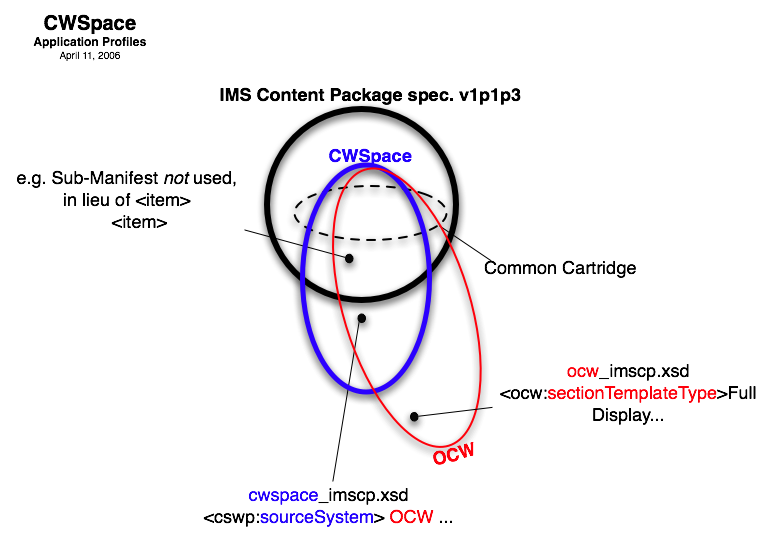 CWSpace
Application Profiles
April 11, 2006
IMS Content Package spec. v1p1p3
CWSpace
e.g. Sub-Manifest not used,
in lieu of <item>
<item>
Common Cartridge
ocw_imscp.xsd
<ocw:sectionTemplateType>Full
Display...
OCW
cwspace_imscp.xsd
<cswp:sourceSystem> OCW ...